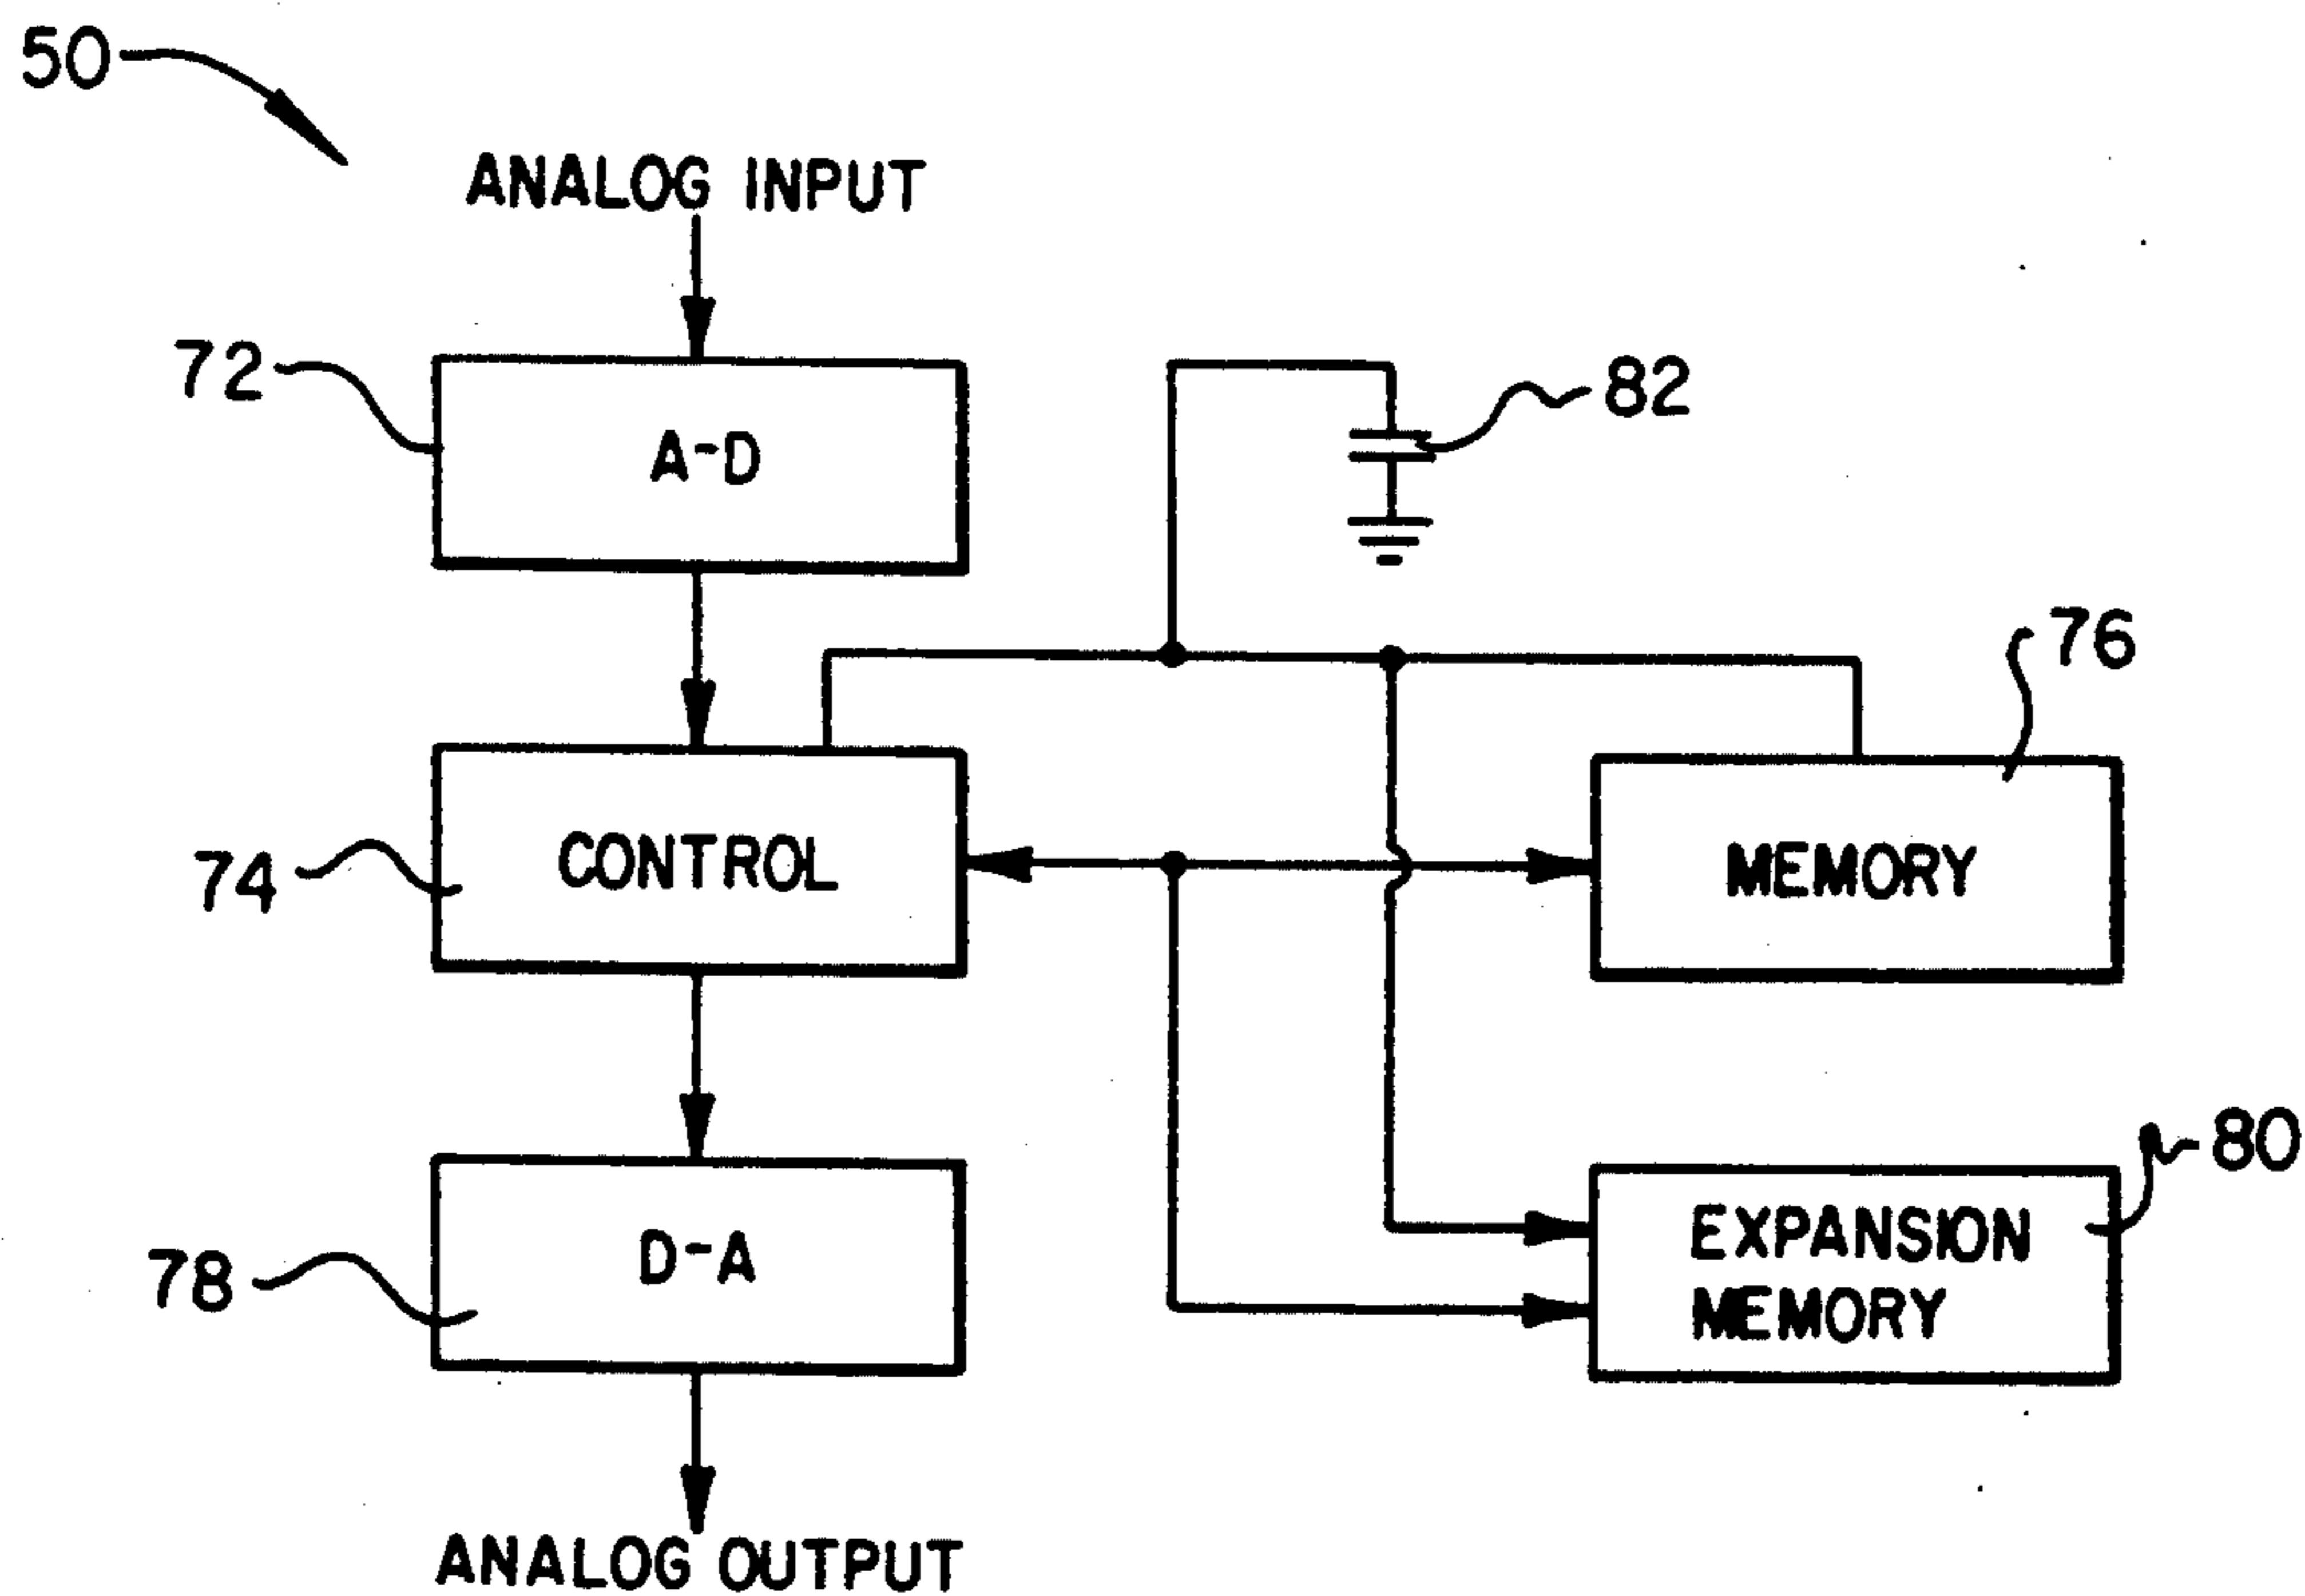 50
ANALOG INPUT
72
A-D
82
76
74
CONTROL
MEMORY
80
EXPANSION
MEMORY
78
D-A
ANALOG OUTPUT